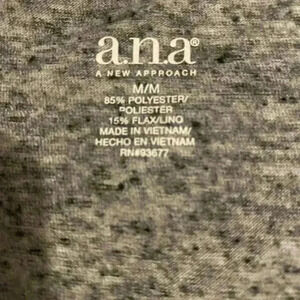 a.n.a®
A NEW APPROACH
M/M
85% POLYESTER/
POLIESTER
15% FLAX/LINO
MADE IN VIETNAM/
HECHO EN VIETNAM
RN#93677